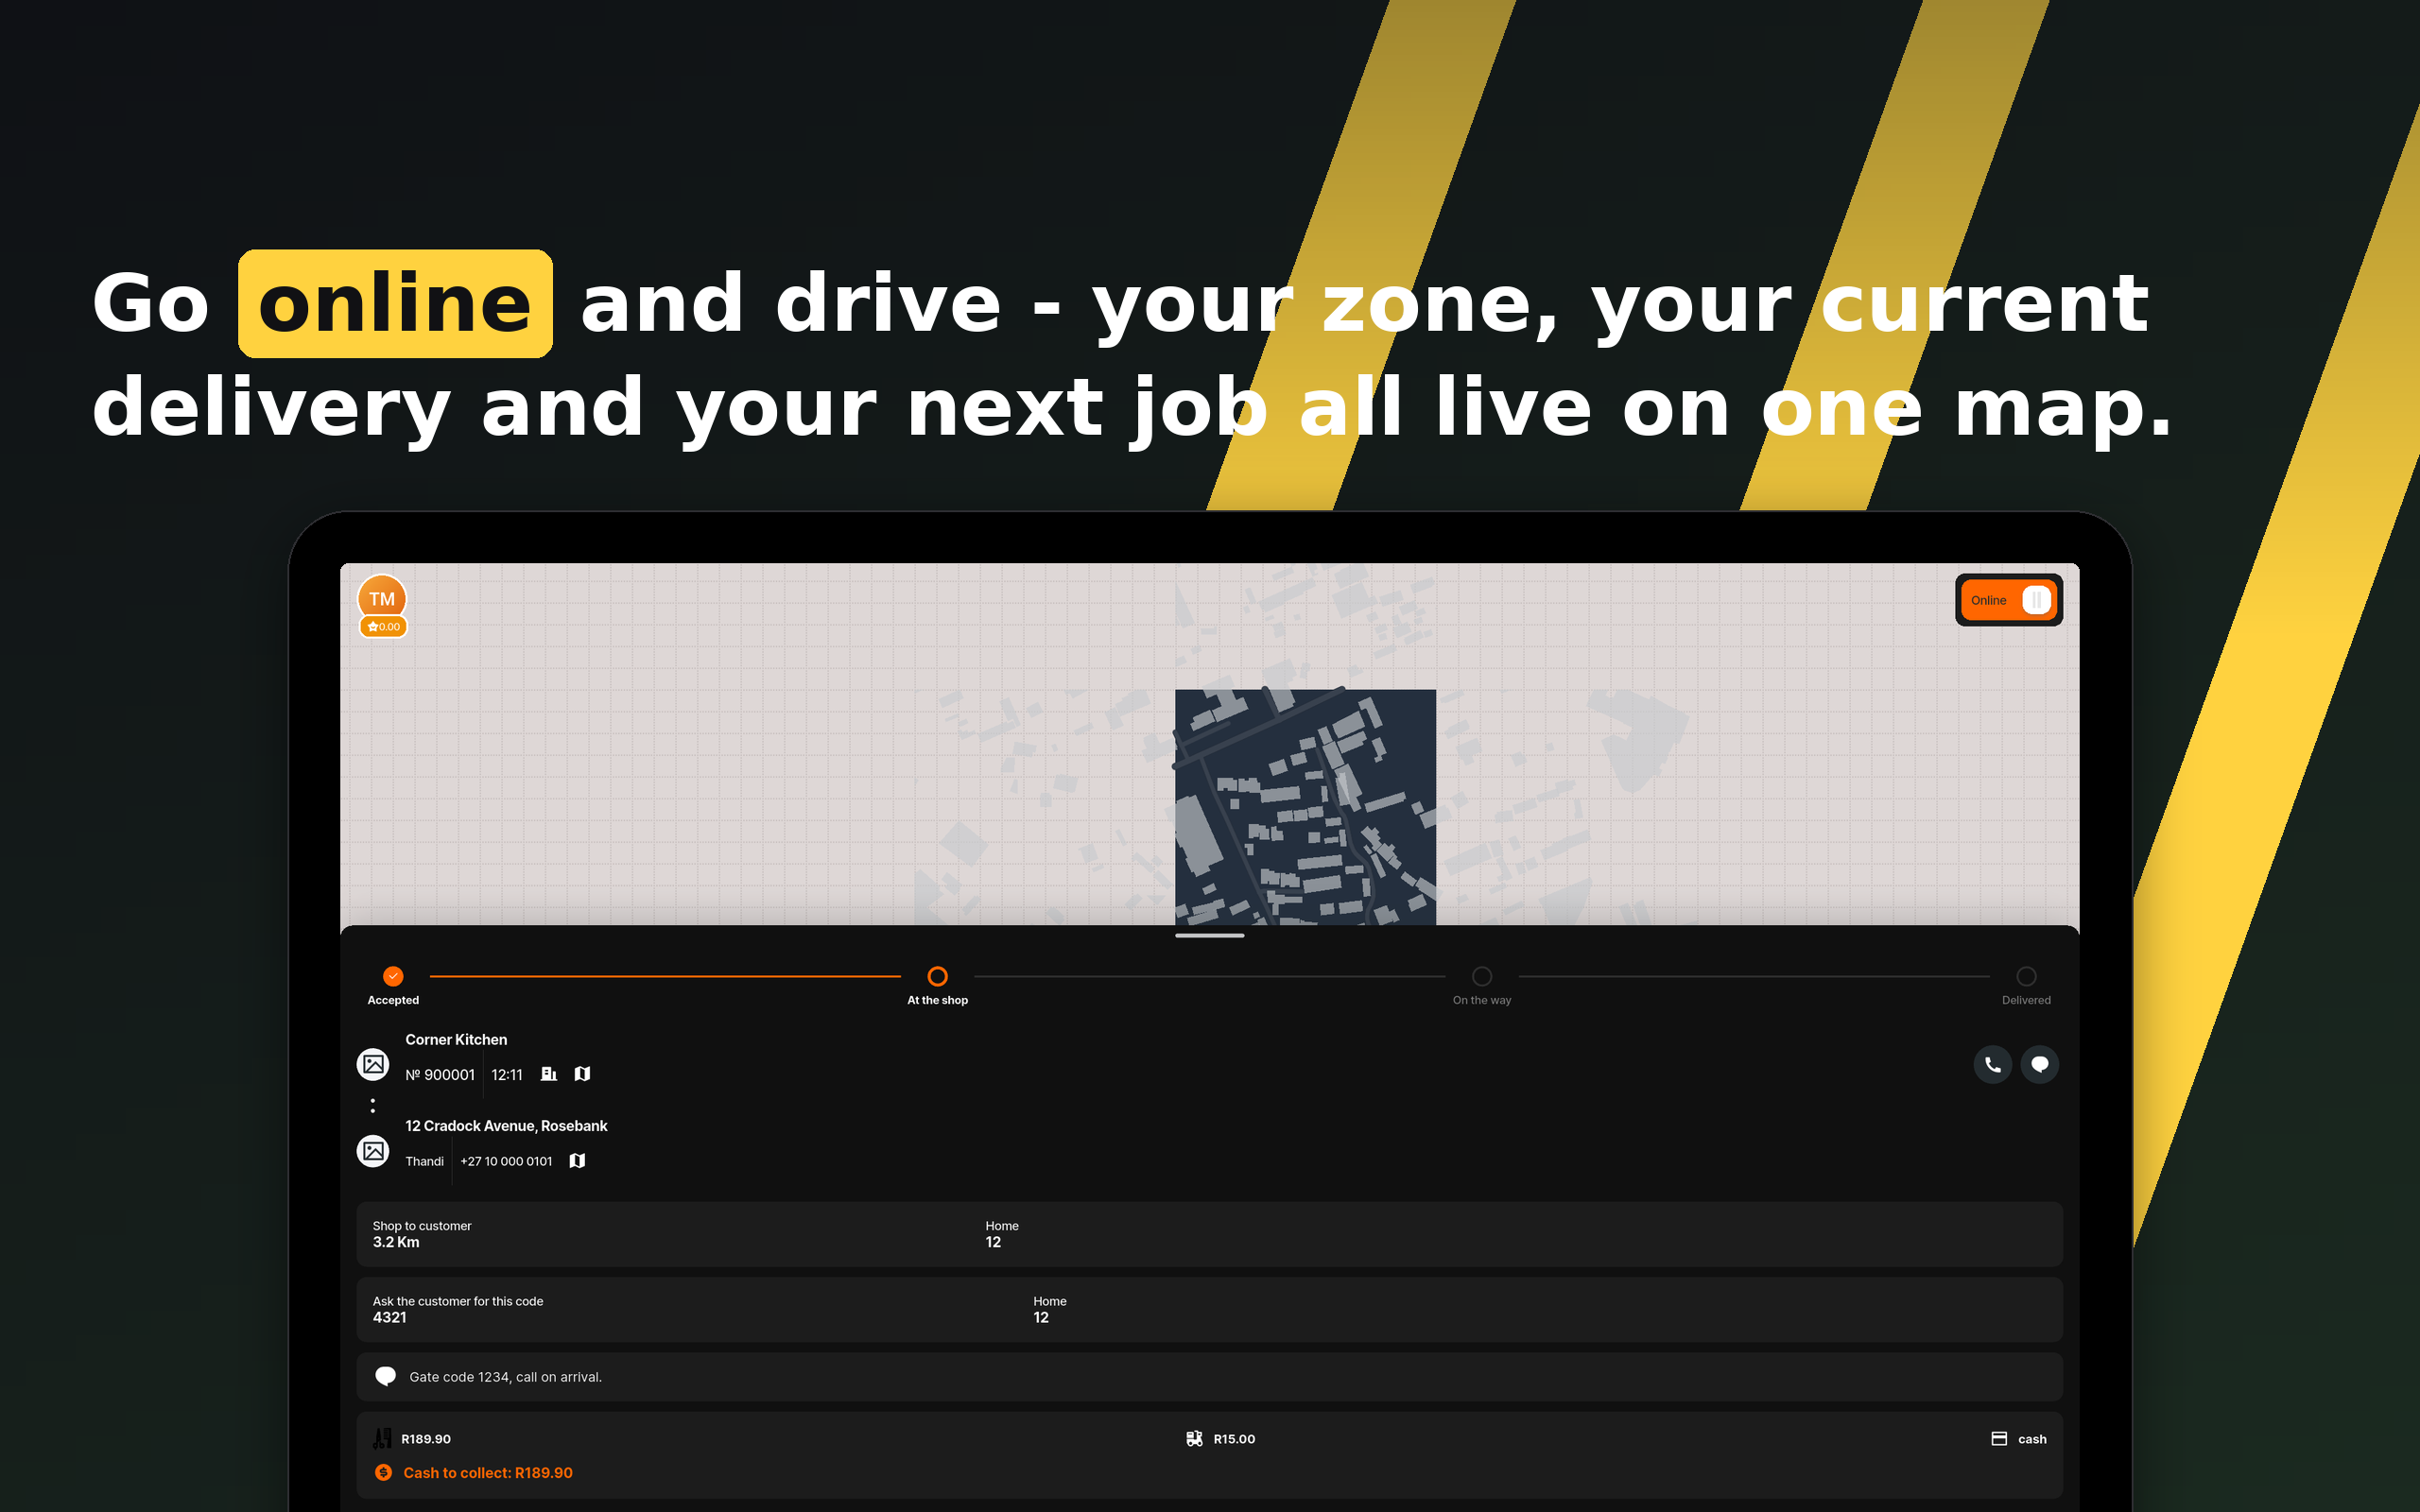 Go online and drive - your zone, your current
delivery and your next job all live on one map.
TM
0.00
Online
Accepted
At the shop
On the way
Delivered
Corner Kitchen
№ 900001
12:11
12 Cradock Avenue, Rosebank
Thandi
+27 10 000 0101
Shop to customer
3.2 Km
Home
12
Ask the customer for this code
4321
Home
12
Gate code 1234, call on arrival.
R189.90
R15.00
cash
Cash to collect: R189.90